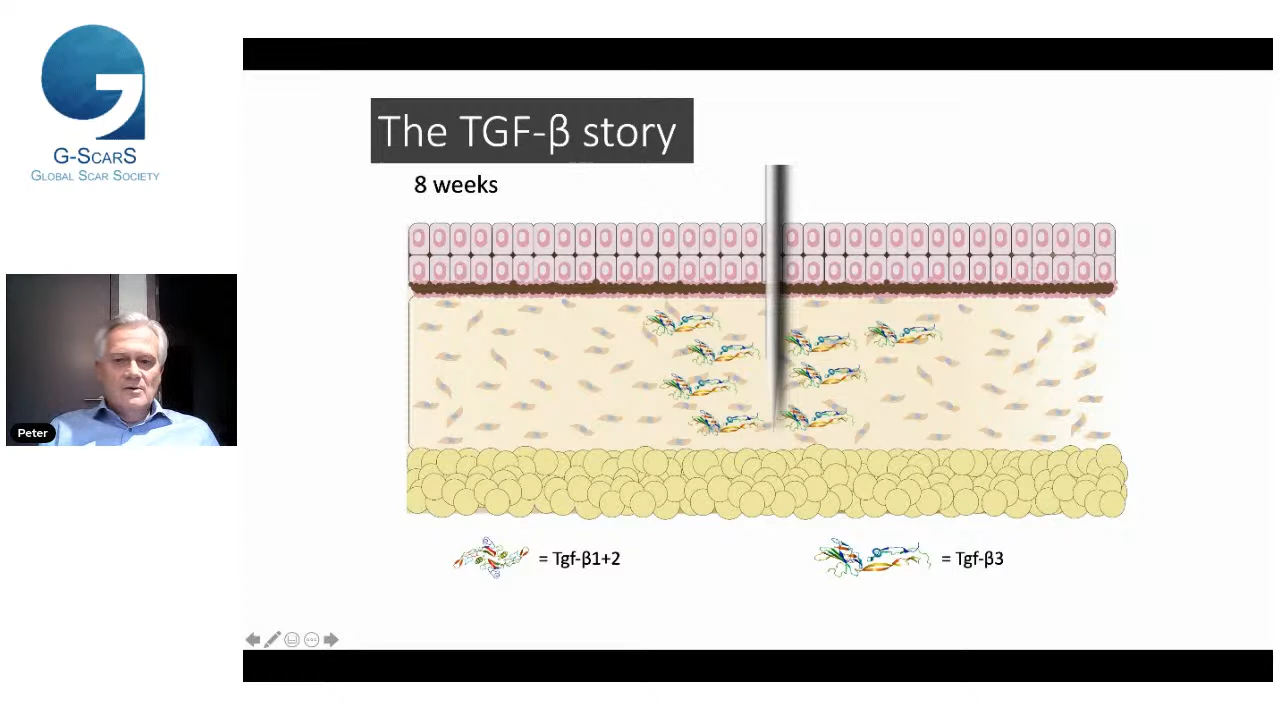 G-SCARS
GLOBAL SCAR SOCIETY
The TGF-β story
8 weeks
Peter
= Tgf-β1+2
= Tgf-β3